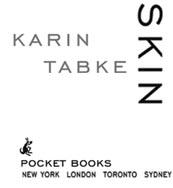 KARIN
TABKE
SKIN
POCKET BOOKS
NEW YORK LONDON TORONTO SYDNEY